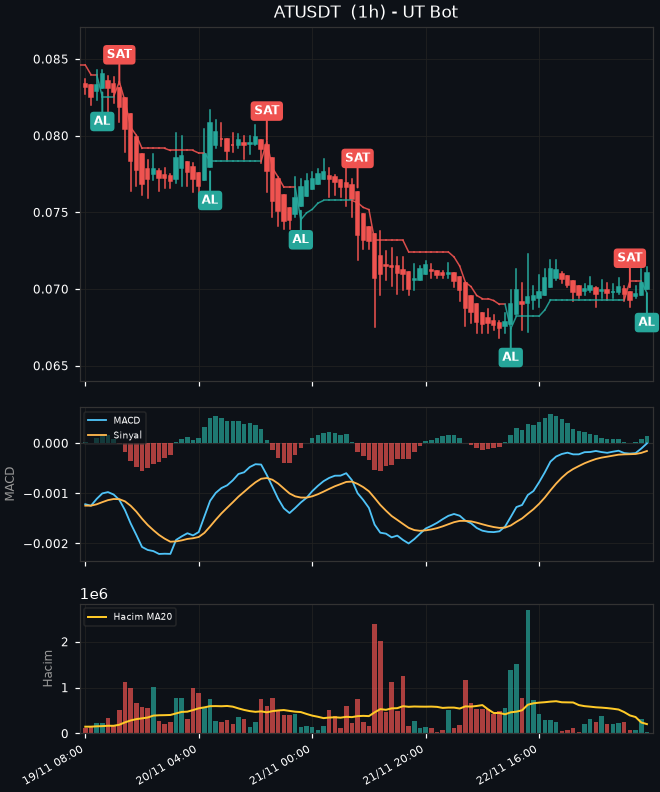 ATUSDT (1h) - UT Bot
0.085
0.080
0.075
0.070
0.065
SAT
AL
AL
SAT
AL
SAT
AL
SAT
AL
MACD
Sinyal
0.000
−0.001
−0.002
MACD
1e6
Hacim MA20
2
1
0
Hacim
19/11 08:00
20/11 04:00
21/11 00:00
21/11 20:00
22/11 16:00